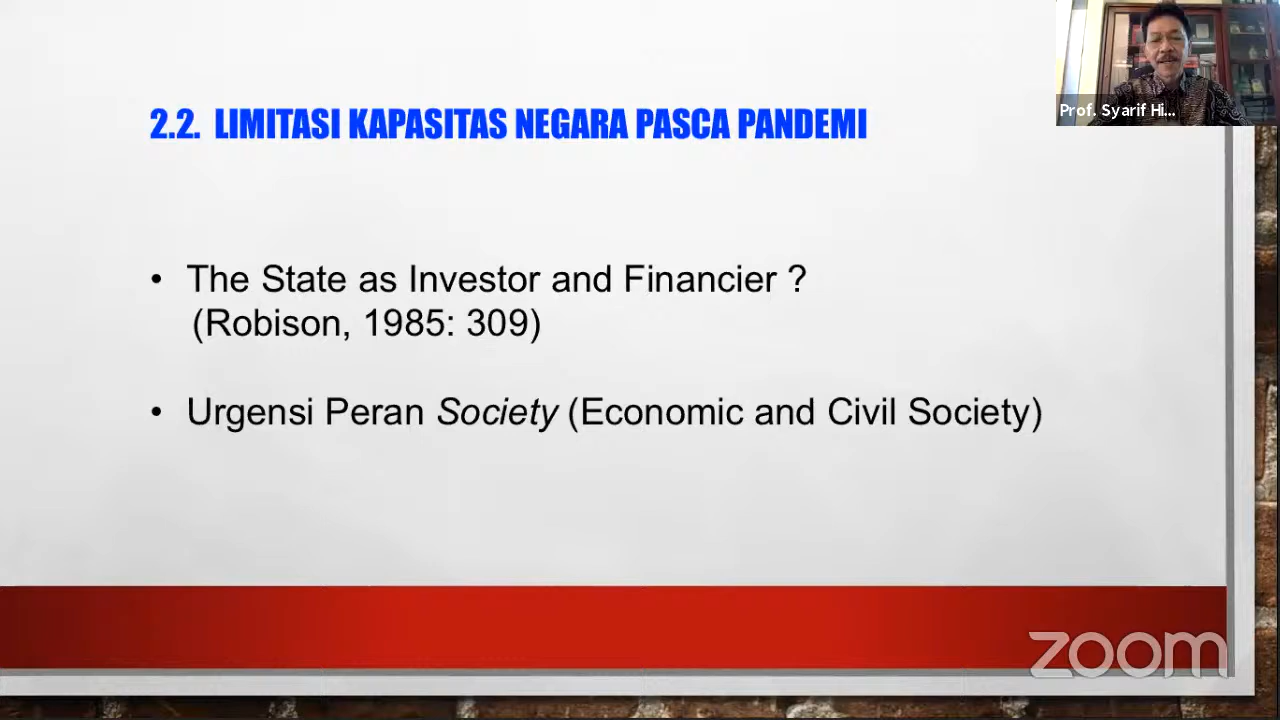 Prof. Syarif Hi...
2.2. LIMITASI KAPASITAS NEGARA PASCA PANDEMI
• The State as Investor and Financier ?
(Robison, 1985: 309)
• Urgensi Peran Society (Economic and Civil Society)
zoom